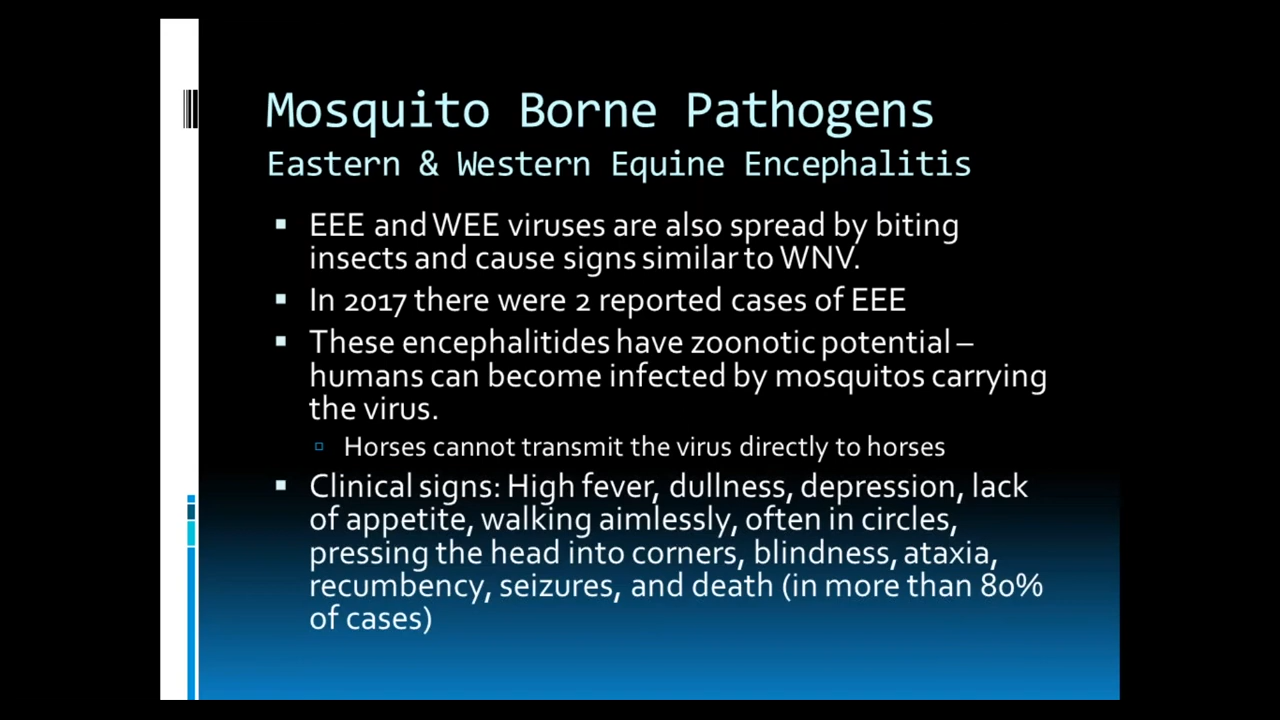 Mosquito Borne Pathogens
Eastern & Western Equine Encephalitis
▪ EEE and WEE viruses are also spread by biting
insects and cause signs similar to WNV.
▪ In 2017 there were 2 reported cases of EEE
▪ These encephalitides have zoonotic potential –
humans can become infected by mosquitos carrying
the virus.
▫ Horses cannot transmit the virus directly to horses
▪ Clinical signs: High fever, dullness, depression, lack
of appetite, walking aimlessly, often in circles,
pressing the head into corners, blindness, ataxia,
recumbency, seizures, and death (in more than 80%
of cases)